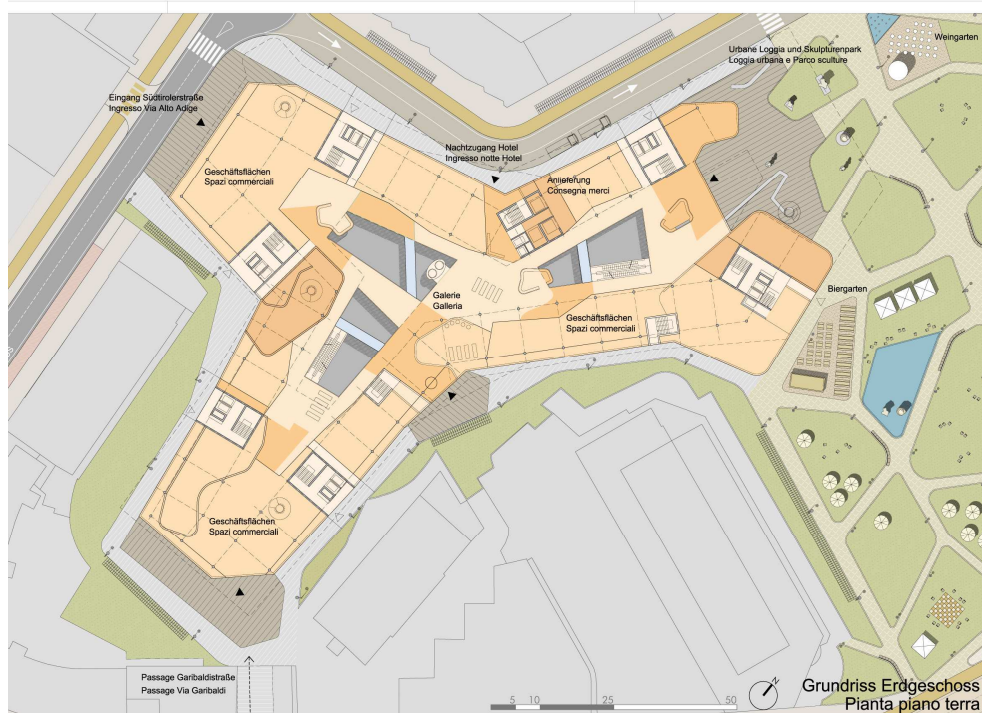 Weingarten
Urbane Loggia und Skulpturenpark
Loggia urbana e Parco sculture
Eingang Südtirolerstraße
Ingresso Via Alto Adige
Nachtzugang Hotel
Ingresso notte Hotel
Geschäftsflächen
Spazi commerciali
Anlieferung
Consegna merci
Biergarten
Galerie
Galleria
Geschäftsflächen
Spazi commerciali
Geschäftsflächen
Spazi commerciali
Passage Garibaldistraße
Passage Via Garibaldi
5 10 25 50
N
Grundriss Erdgeschoss
Pianta piano terra